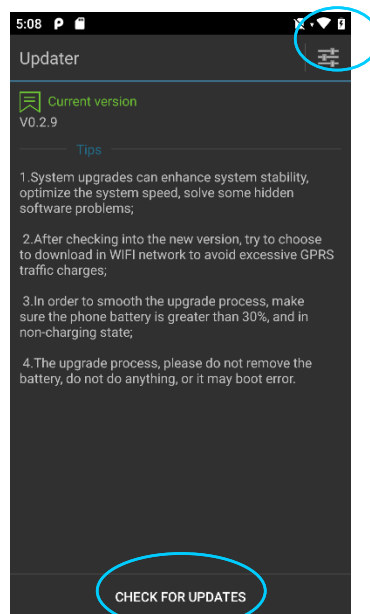 5:08
Updater
Current version
V0.2.9
Tips
1.System upgrades can enhance system stability,
optimize the system speed, solve some hidden
software problems;
2.After checking into the new version, try to choose
to download in WIFI network to avoid excessive GPRS
traffic charges;
3.In order to smooth the upgrade process, make
sure the phone battery is greater than 30%, and in
non-charging state;
4.The upgrade process, please do not remove the
battery, do not do anything, or it may boot error.
CHECK FOR UPDATES